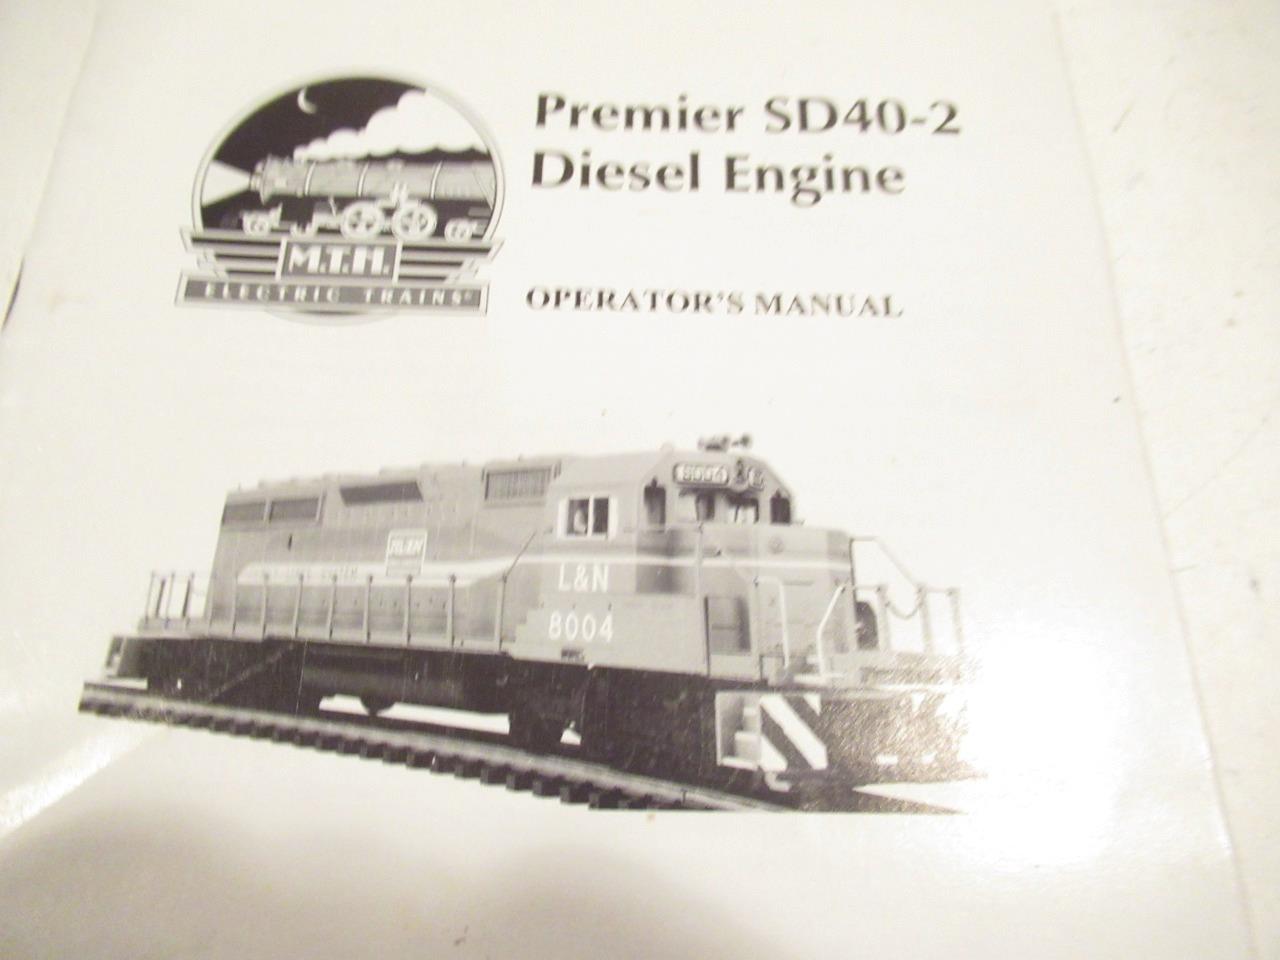 Premier SD40-2
Diesel Engine
M.T.H.
ELECTRIC TRAINS
OPERATOR'S MANUAL
8004
L&N
L&N
8004